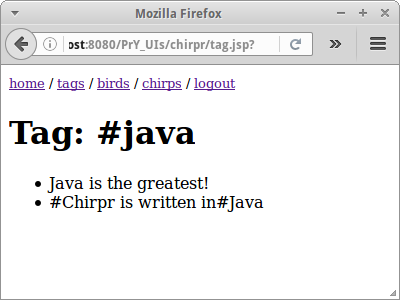 Mozilla Firefox
ost:8080/PrY_UIs/chirpr/tag.jsp?
home / tags / birds / chirps / logout
Tag: #java
Java is the greatest!
#Chirpr is written in#Java